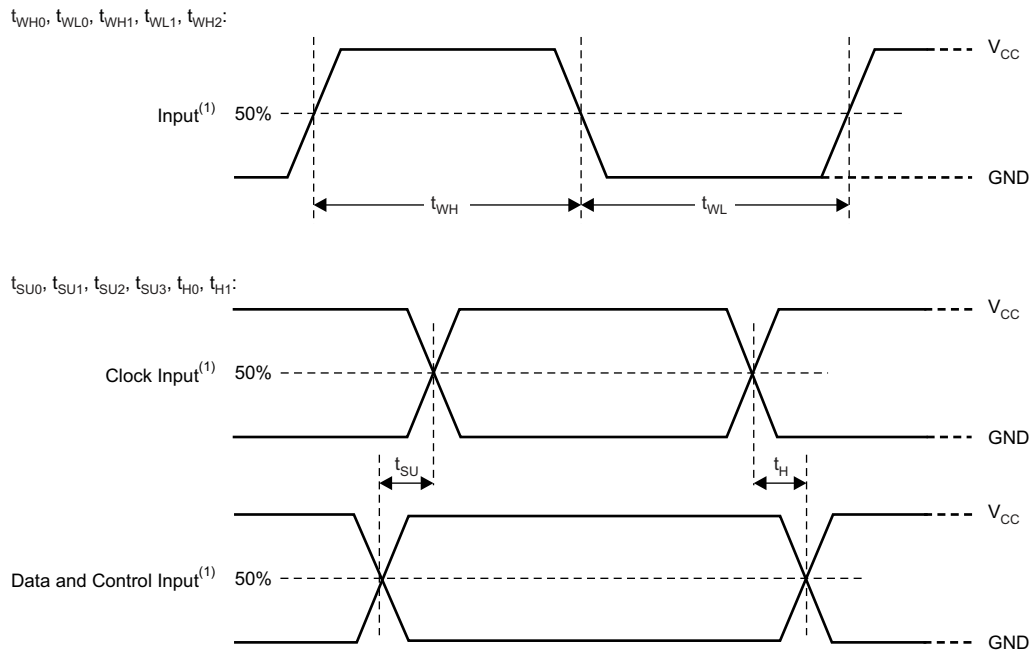 tWH0, tWL0, tWH1, tWL1, tWH2:
VCC
Input(1) 50%
GND
tWH tWL
tSU0, tSU1, tSU2, tSU3, tH0, tH1:
VCC
Clock Input(1) 50%
GND
tSU tH
VCC
Data and Control Input(1) 50%
GND